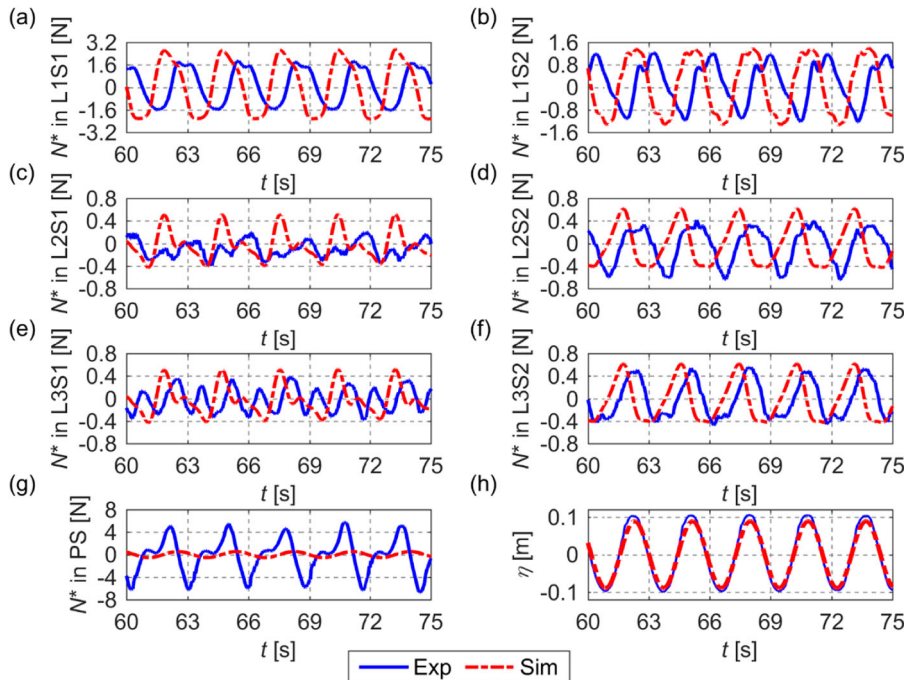 (a)
N* in L1S1 [N]
3.2
1.6
0
-1.6
-3.2
60 63 66 69 72 75
t [s]
(b)
N* in L1S2 [N]
1.6
0.8
0
-0.8
-1.6
60 63 66 69 72 75
t [s]
(c)
N* in L2S1 [N]
0.8
0.4
0
-0.4
-0.8
60 63 66 69 72 75
t [s]
(d)
N* in L2S2 [N]
0.8
0.4
0
-0.4
-0.8
60 63 66 69 72 75
t [s]
(e)
N* in L3S1 [N]
0.8
0.4
0
-0.4
-0.8
60 63 66 69 72 75
t [s]
(f)
N* in L3S2 [N]
0.8
0.4
0
-0.4
-0.8
60 63 66 69 72 75
t [s]
(g)
N* in PS [N]
8
4
0
-4
-8
60 63 66 69 72 75
t [s]
(h)
η [m]
0.1
0
-0.1
60 63 66 69 72 75
t [s]
Exp Sim